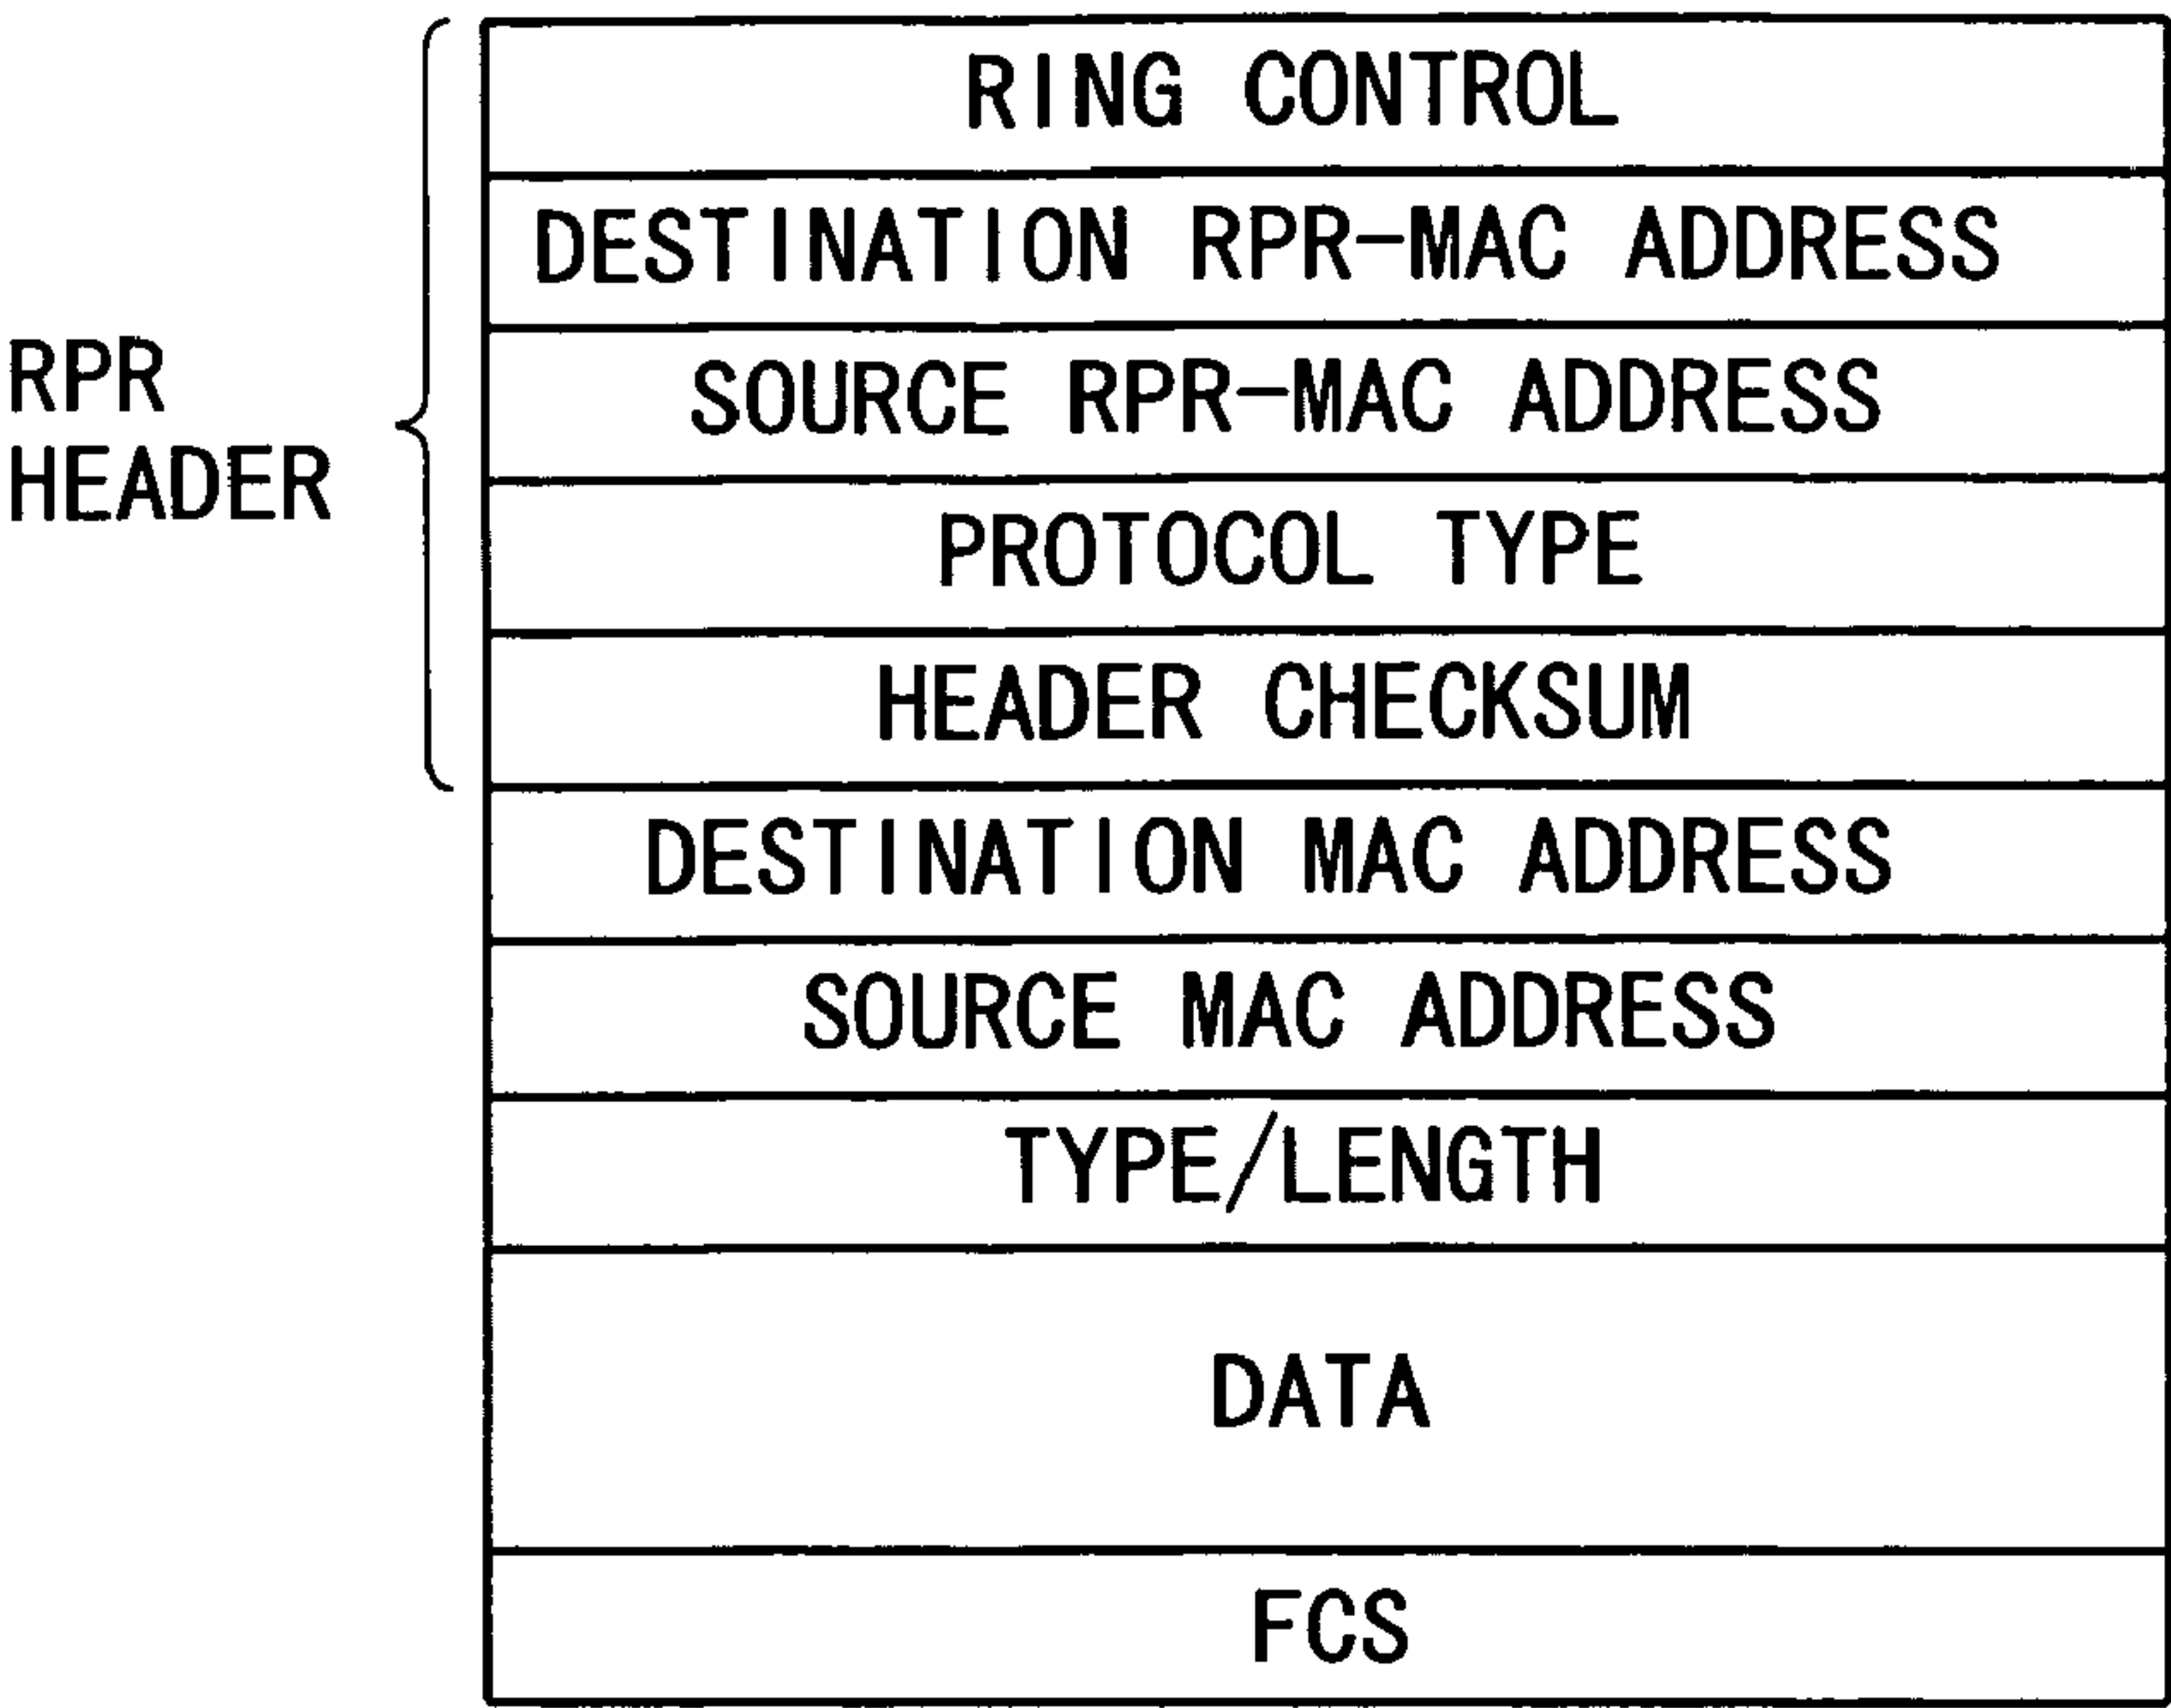 RING CONTROL
DESTINATION RPR-MAC ADDRESS
SOURCE RPR-MAC ADDRESS
RPR
HEADER
PROTOCOL TYPE
HEADER CHECKSUM
DESTINATION MAC ADDRESS
SOURCE MAC ADDRESS
TYPE/LENGTH
DATA
FCS